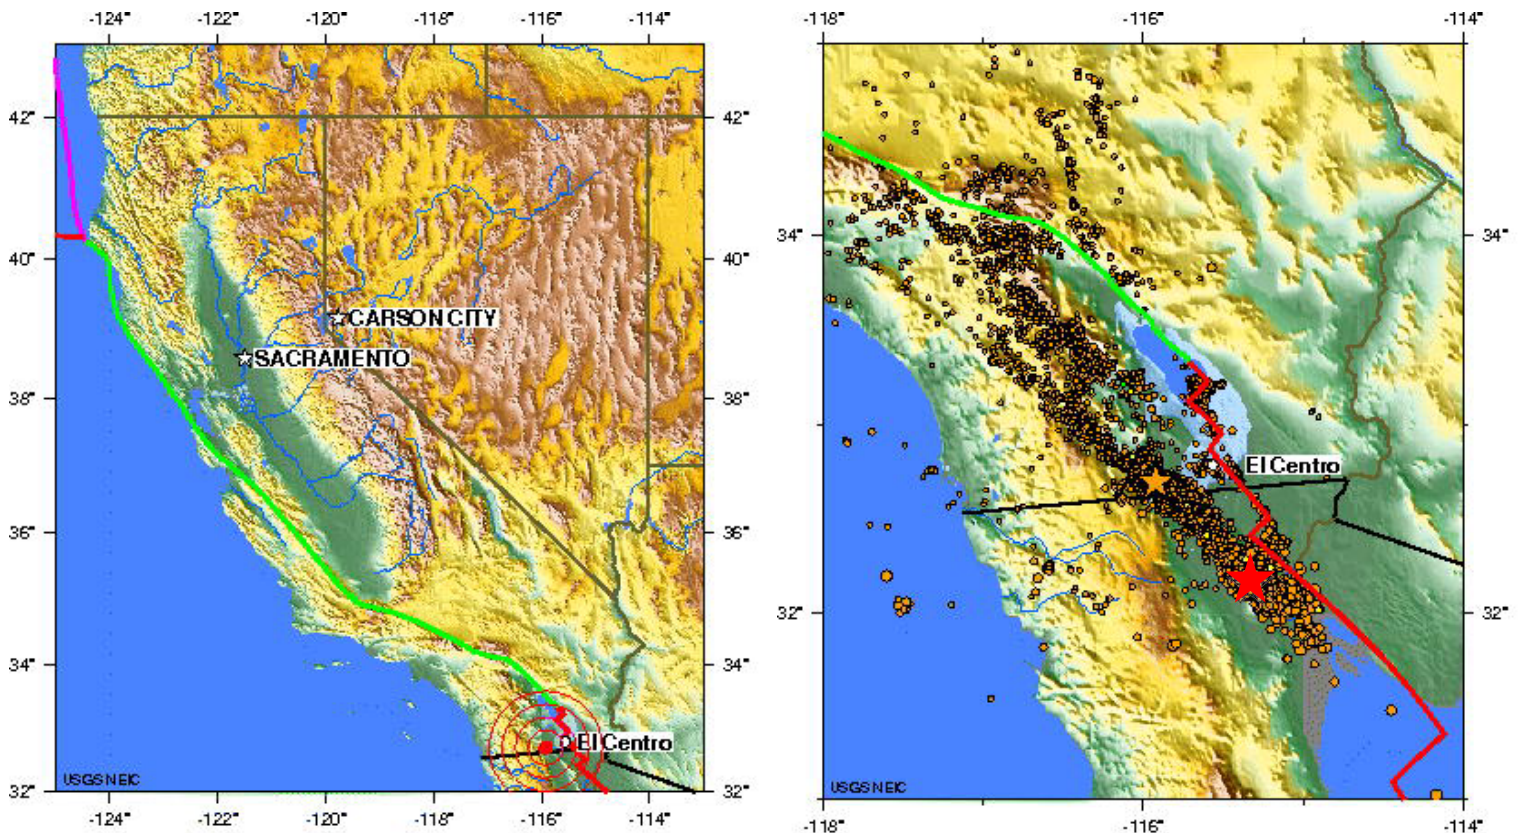 -124° -122° -120° -118° -116° -114°
42° 42°
40° 40°
CARSON CITY
SACRAMENTO
38° 38°
36° 36°
34° 34°
El Centro
USGS NEIC
32° 32°
-124° -122° -120° -118° -116° -114°
-118° -116° -114°
34° 34°
El Centro
32° 32°
USGS NEIC
-118° -116° -114°